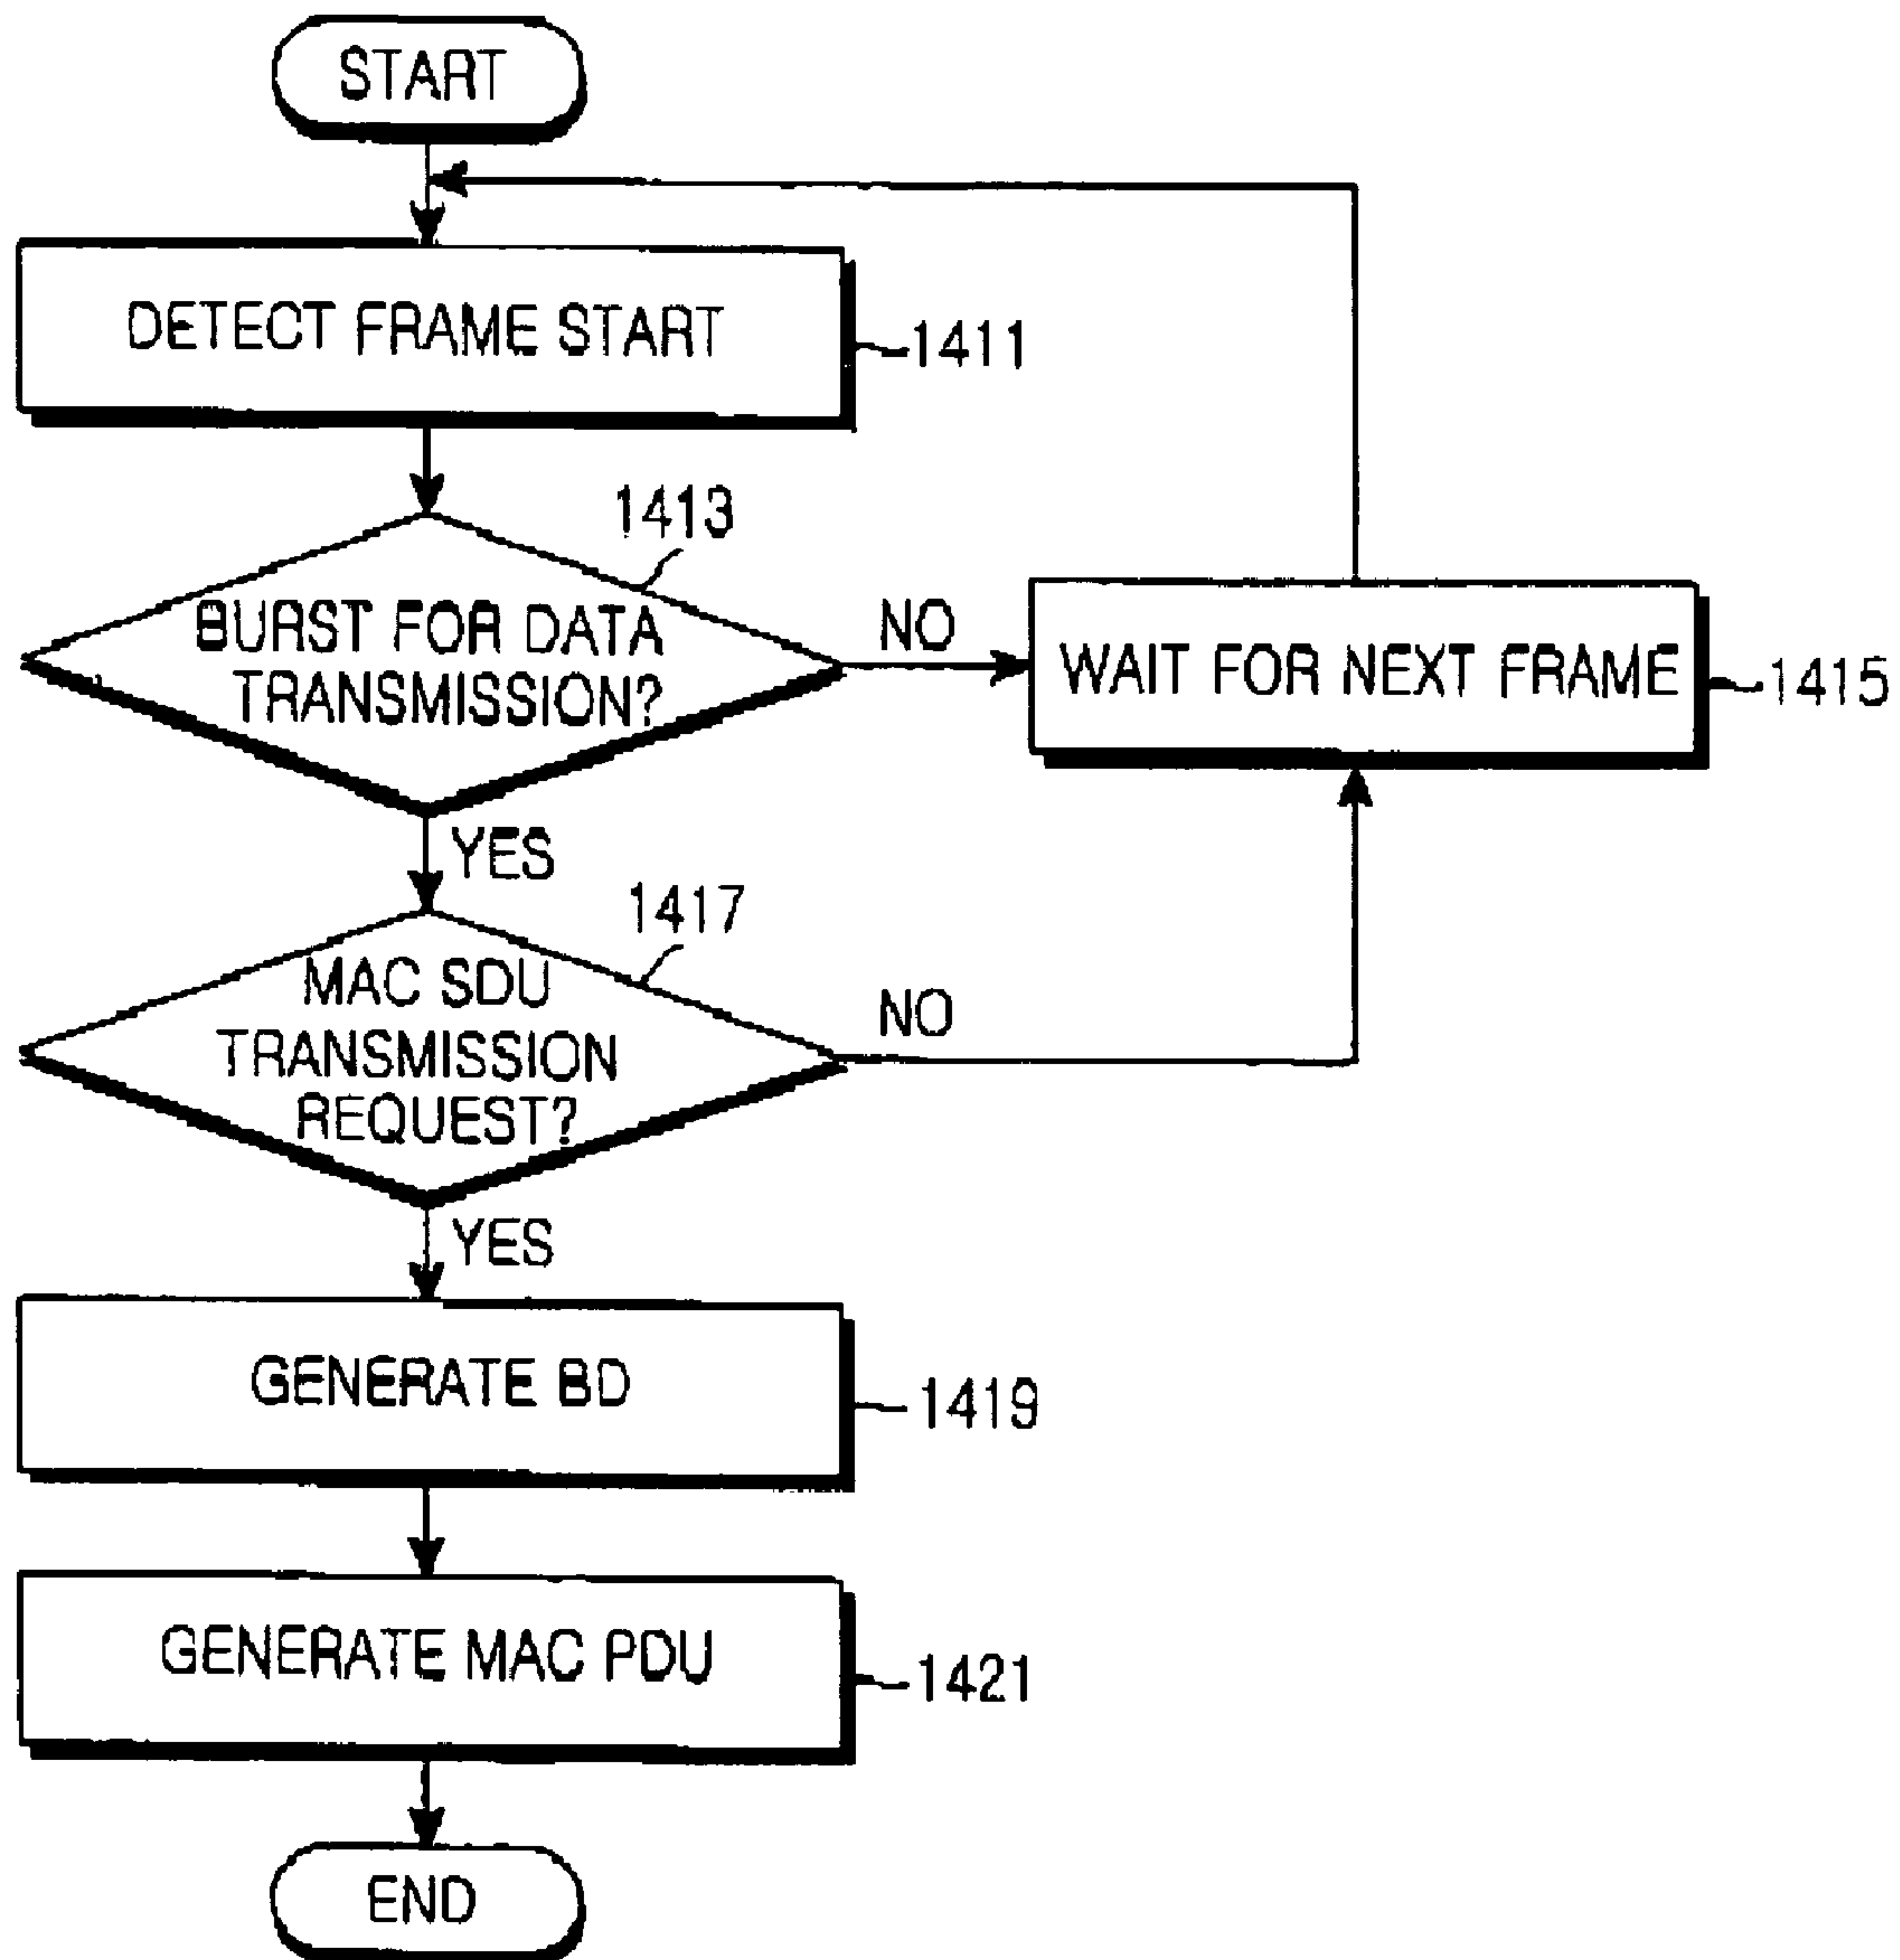 START
DETECT FRAME START
1411
1413
BURST FOR DATA
TRANSMISSION?
NO
WAIT FOR NEXT FRAME
1415
YES
1417
MAC SDU
TRANSMISSION
REQUEST?
NO
YES
GENERATE BD
1419
GENERATE MAC PDU
1421
END